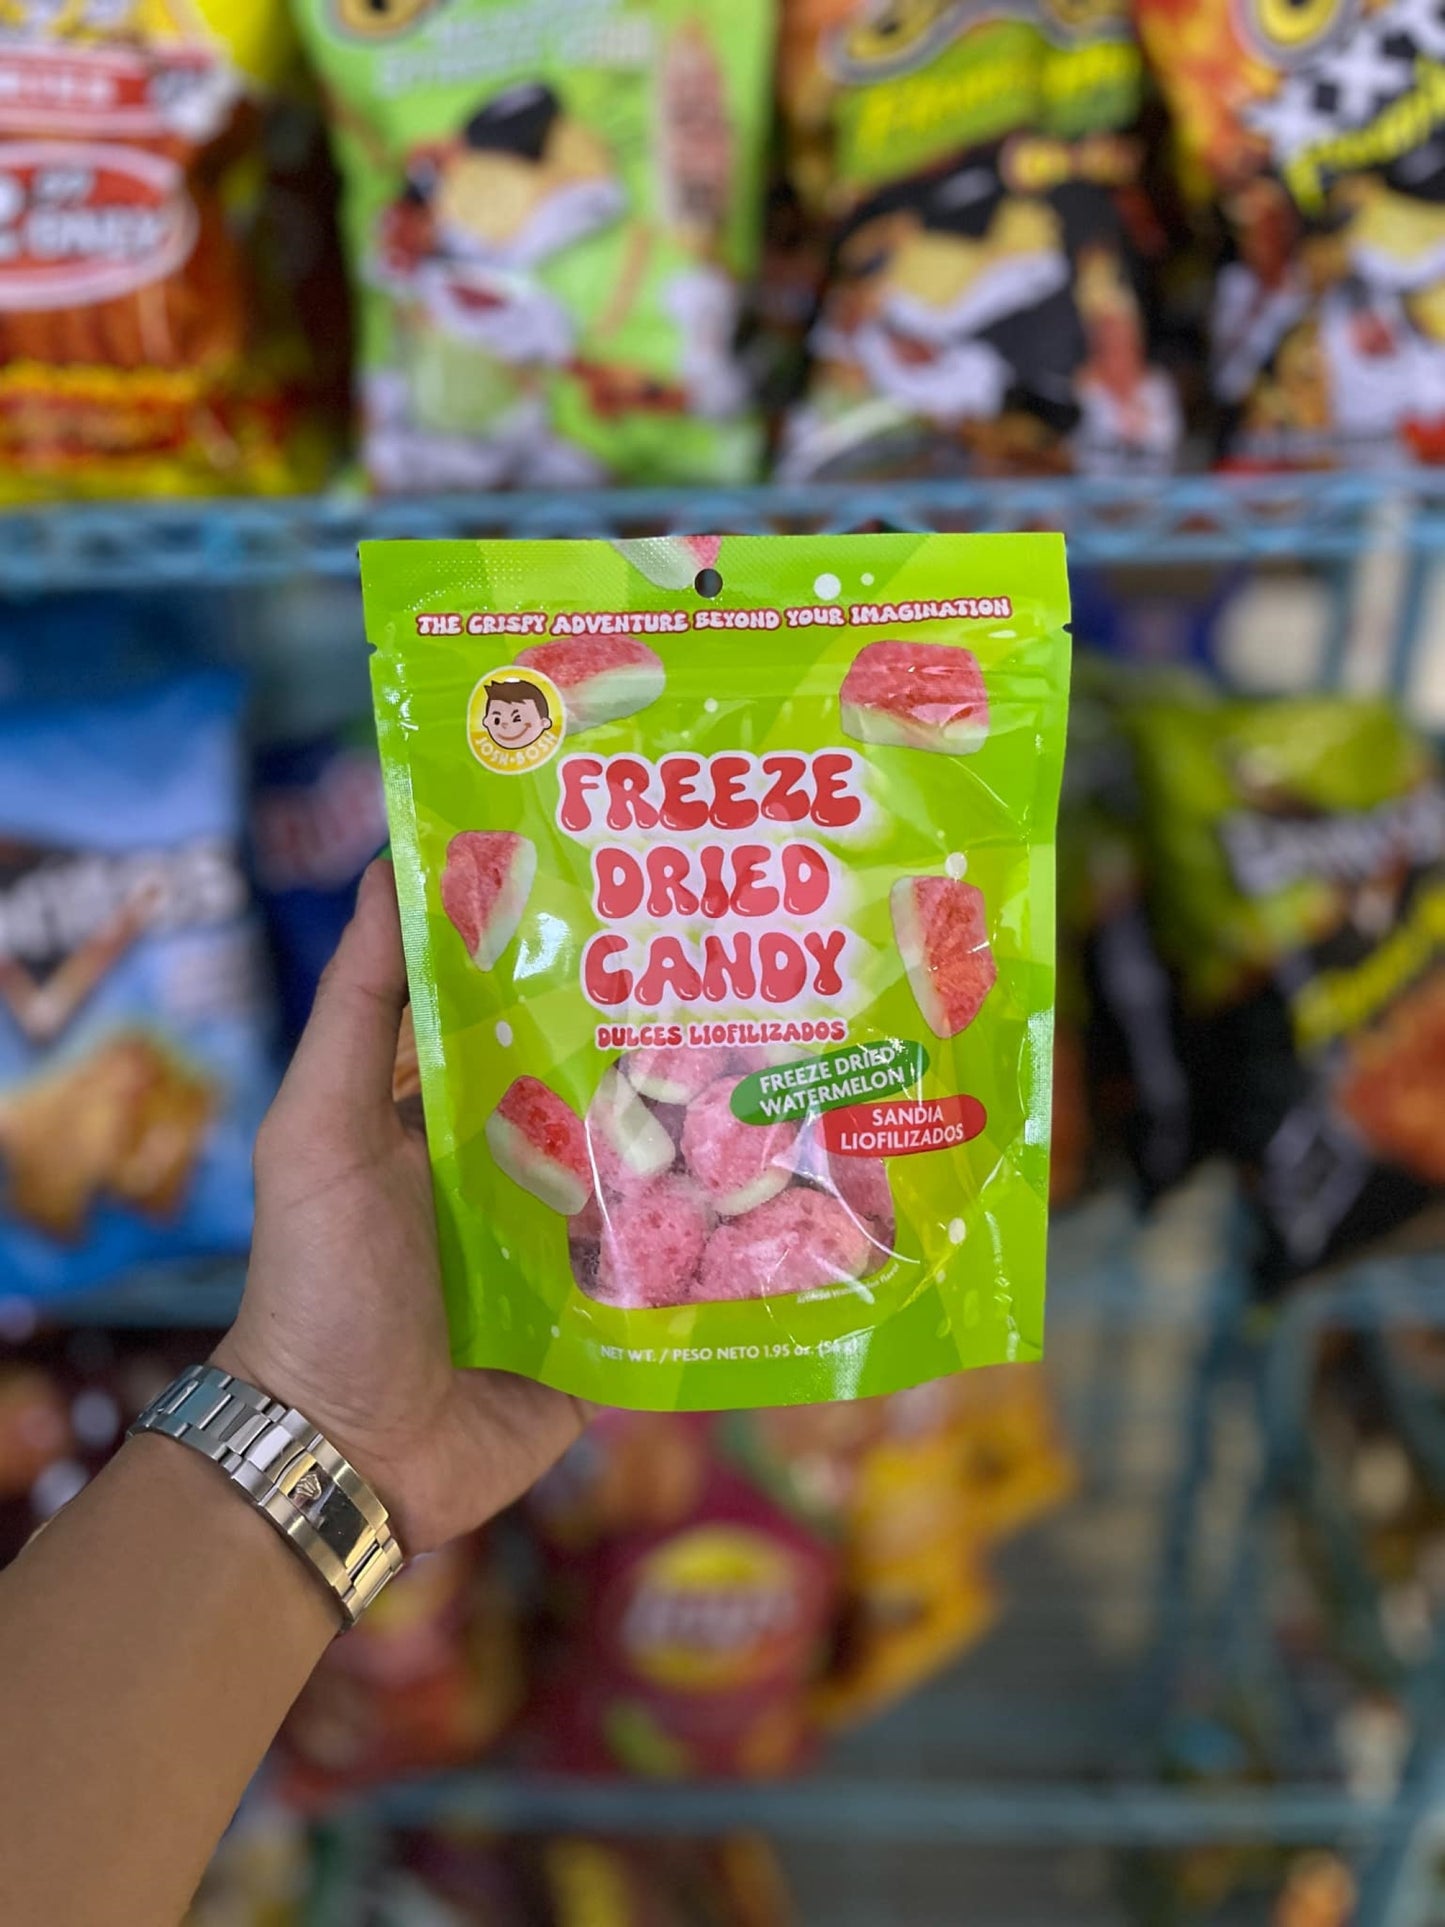 THE CRISPY ADVENTURE BEYOND YOUR IMAGINATION
JOSH·BOSH
FREEZE
DRIED
CANDY
DULCES LIOFILIZADOS
FREEZE DRIED
WATERMELON
SANDIA
LIOFILIZADOS
NET WT. / PESO NETO 1.95 oz.